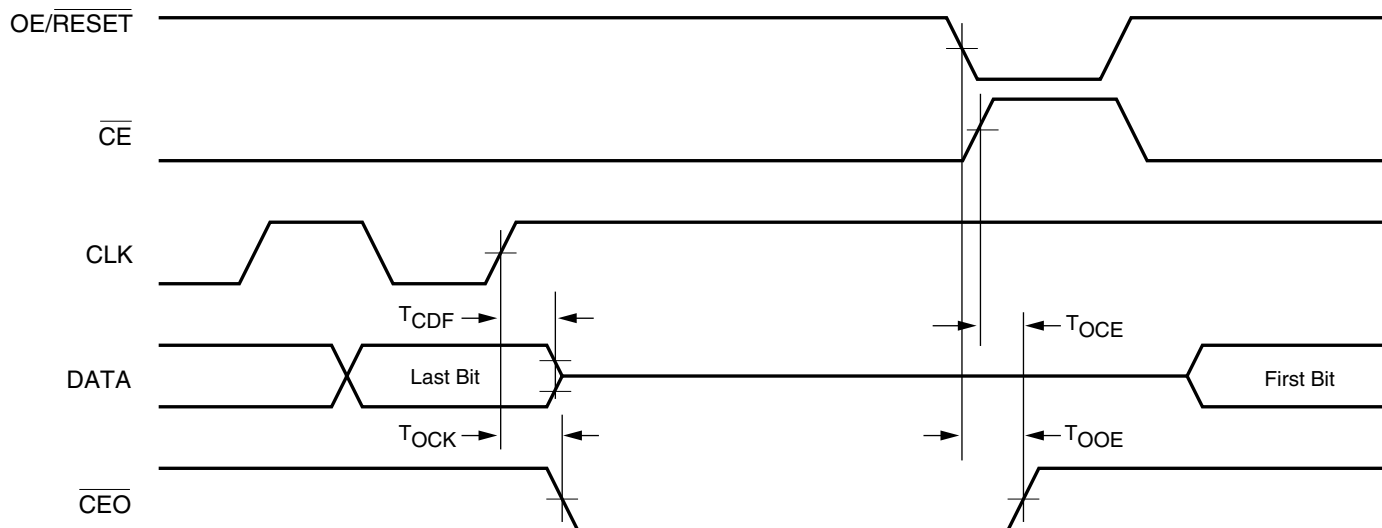 OE/RESET
CE
CLK
TCDF
TOCE
DATA
Last Bit
First Bit
TOCK
TOOE
CEO